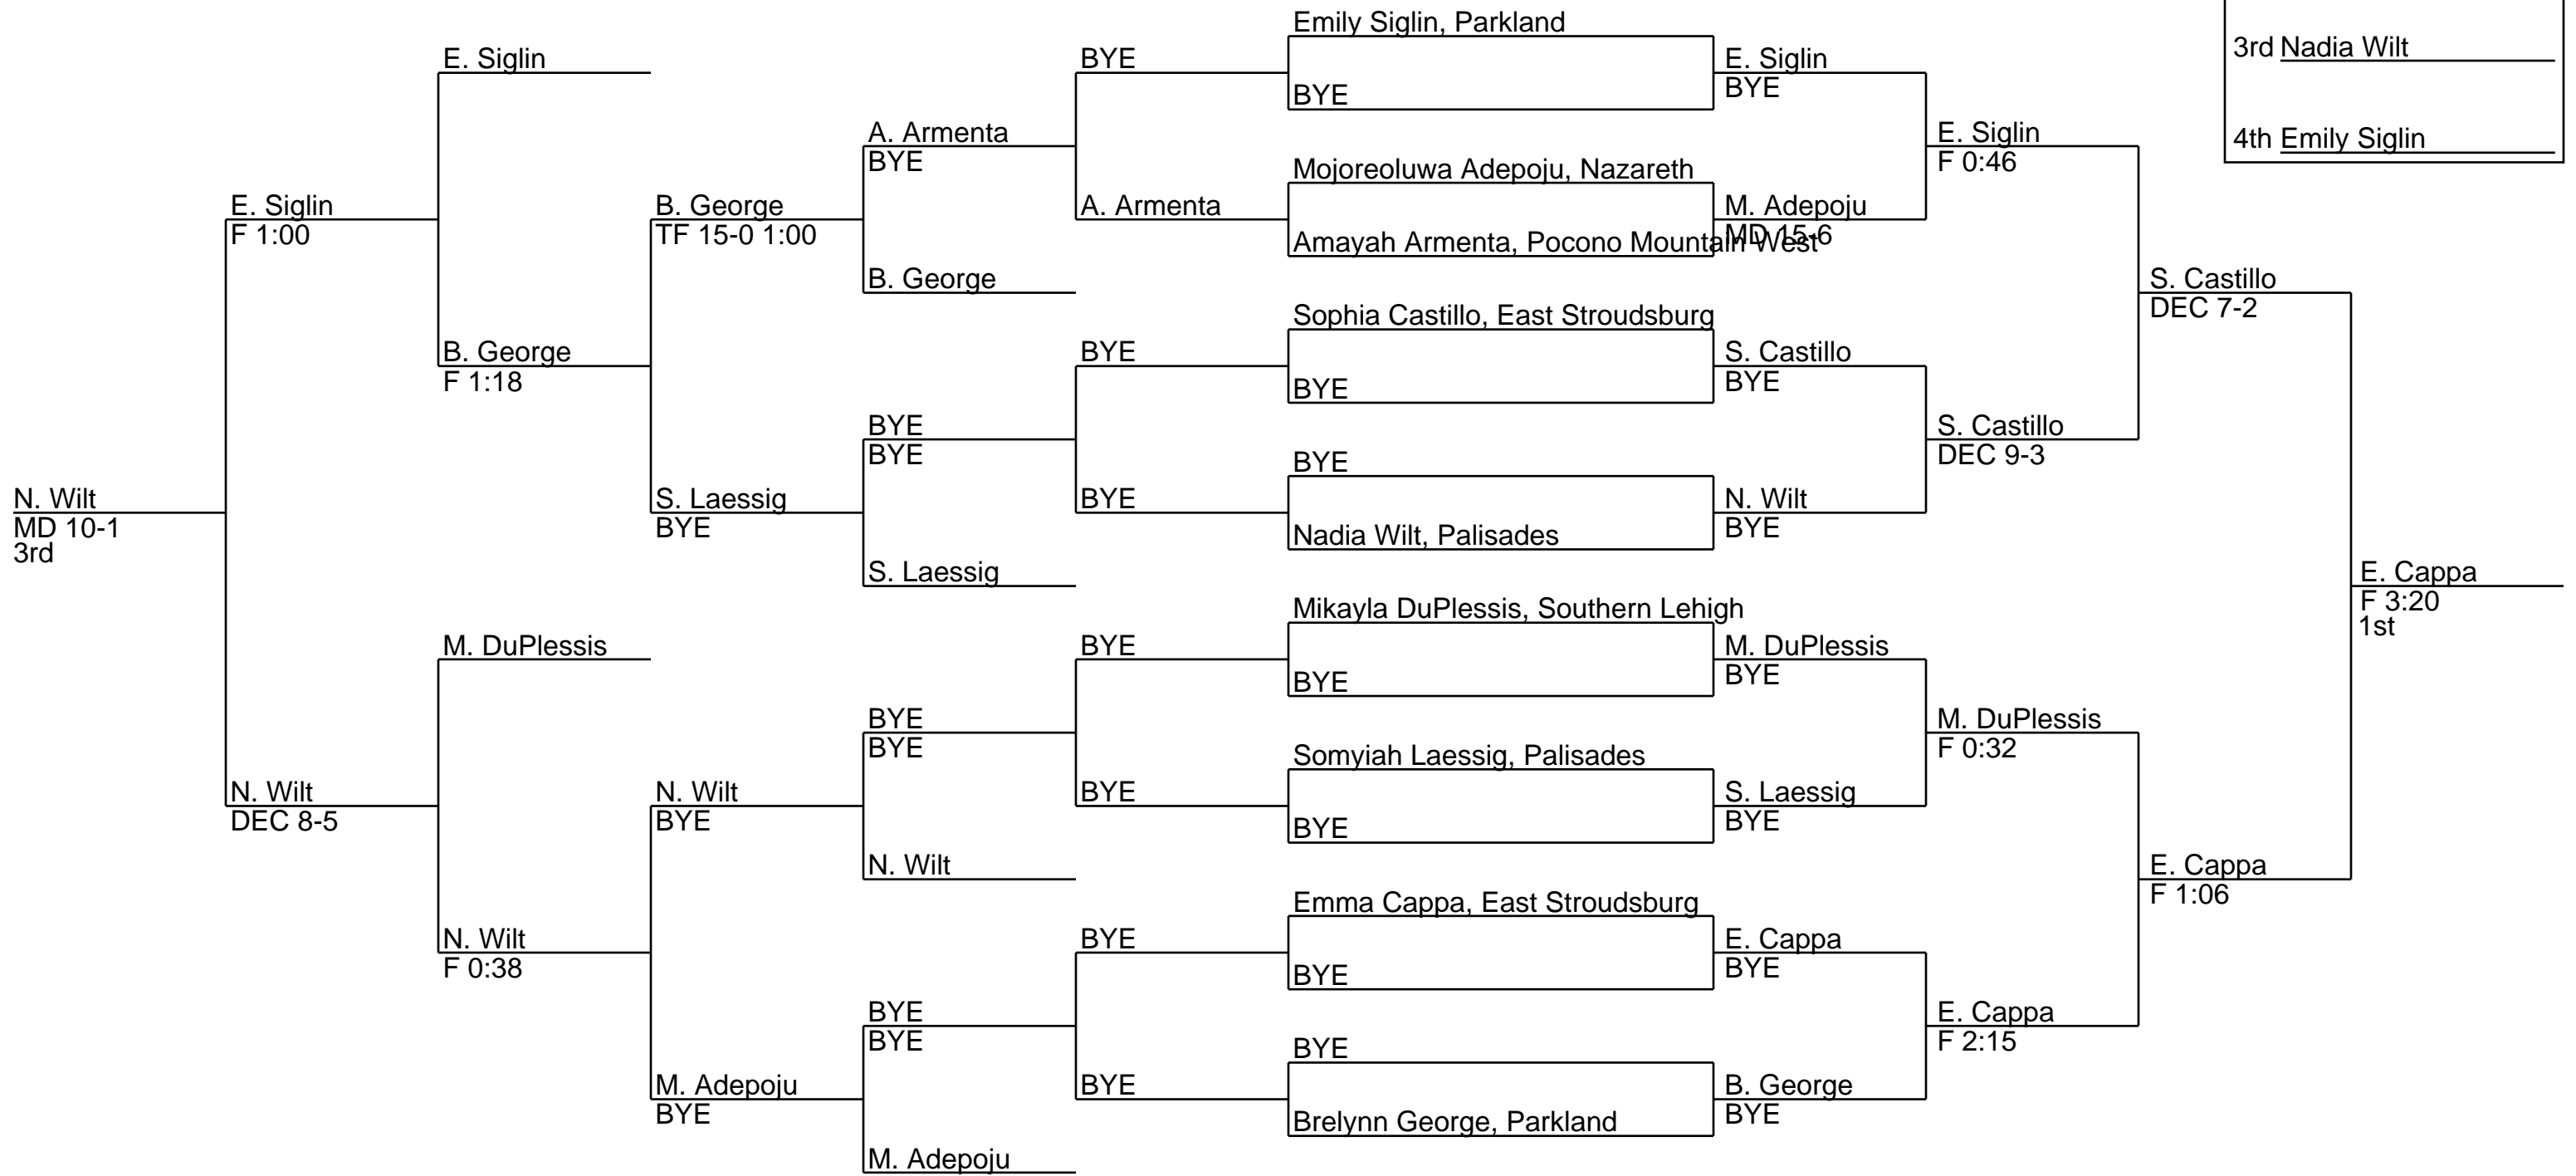 Emily Siglin, Parkland
BYE
Mojoreoluwa Adepoju, Nazareth
Amayah Armenta, Pocono Mountain West
Sophia Castillo, East Stroudsburg
BYE
BYE
Nadia Wilt, Palisades
Mikayla DuPlessis, Southern Lehigh
BYE
Somyiah Laessig, Palisades
BYE
Emma Cappa, East Stroudsburg
BYE
BYE
Brelynn George, Parkland
E. Siglin
BYE
M. Adepoju
MD 15-6
S. Castillo
BYE
N. Wilt
BYE
M. DuPlessis
BYE
S. Laessig
BYE
E. Cappa
BYE
B. George
BYE
E. Siglin
F 0:46
S. Castillo
DEC 9-3
M. DuPlessis
F 0:32
E. Cappa
F 2:15
S. Castillo
DEC 7-2
E. Cappa
F 1:06
E. Cappa
F 3:20
1st
3rd Nadia Wilt
4th Emily Siglin
BYE
A. Armenta
BYE
BYE
BYE
BYE
BYE
BYE
A. Armenta
BYE
B. George
BYE
BYE
S. Laessig
BYE
BYE
N. Wilt
BYE
BYE
M. Adepoju
B. George
TF 15-0 1:00
S. Laessig
BYE
N. Wilt
BYE
M. Adepoju
BYE
E. Siglin
B. George
F 1:18
M. DuPlessis
N. Wilt
F 0:38
E. Siglin
F 1:00
N. Wilt
DEC 8-5
N. Wilt
MD 10-1
3rd